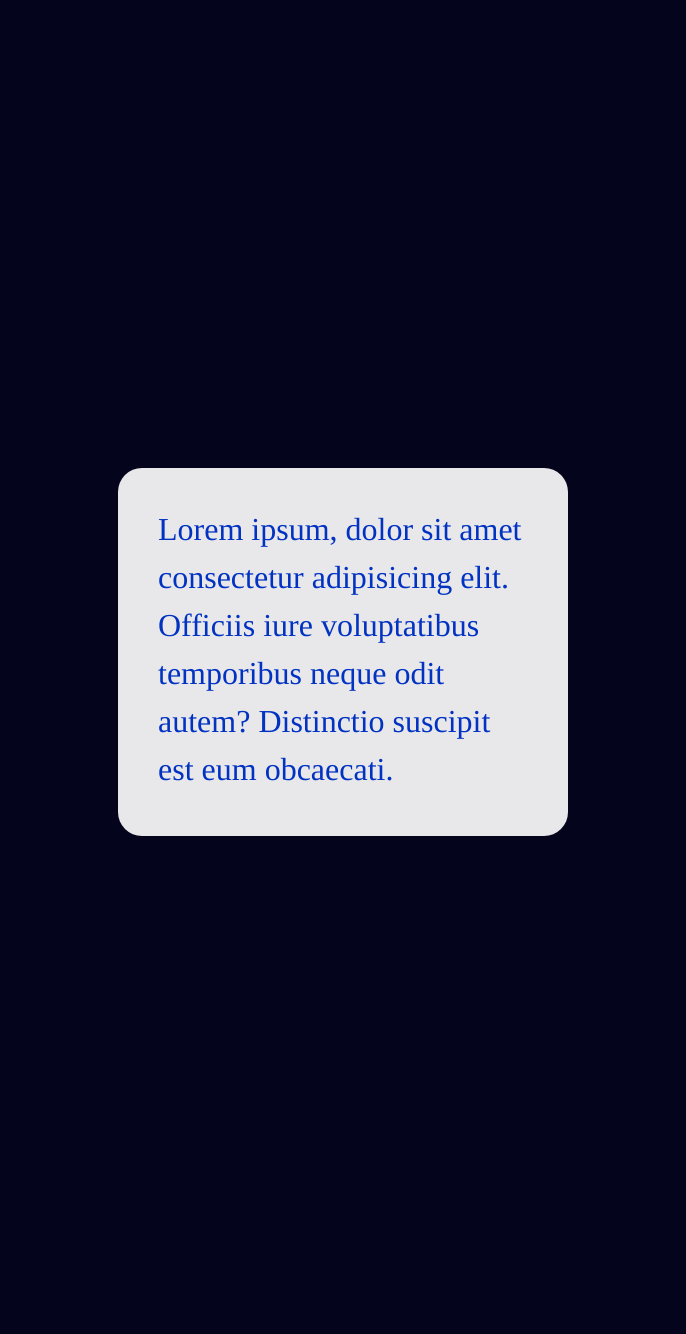 Lorem ipsum, dolor sit amet
consectetur adipisicing elit.
Officiis iure voluptatibus
temporibus neque odit
autem? Distinctio suscipit
est eum obcaecati.